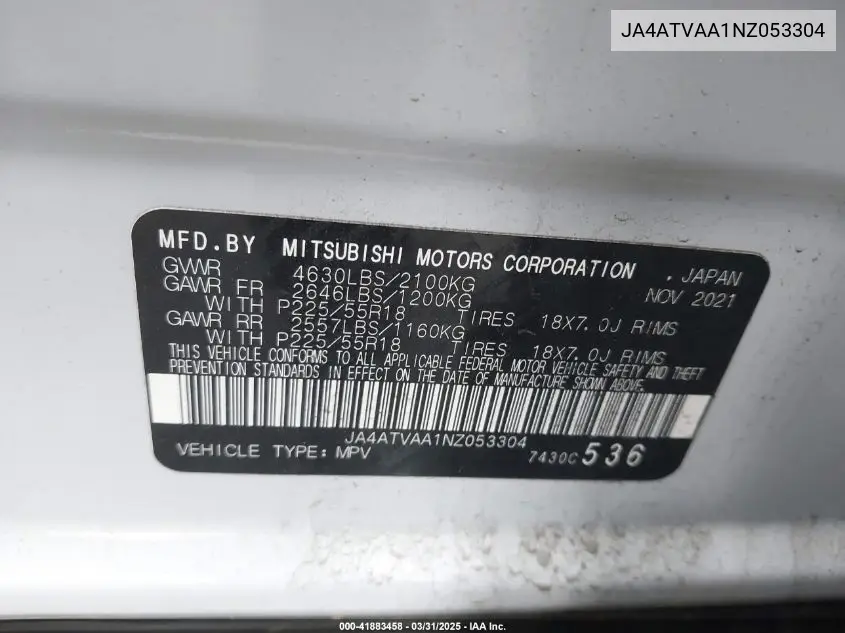 JA4ATVAA1NZ053304
MFD.BY MITSUBISHI MOTORS CORPORATION . JAPAN
GVWR 4630LBS/2100KG NOV 2021
GAWR FR 2646LBS/1200KG
WITH P225/55R18 TIRES 18X7.0J RIMS
GAWR RR 2557LBS/1160KG
WITH P225/55R18 TIRES 18X7.0J RIMS
THIS VEHICLE CONFORMS TO ALL APPLICABLE FEDERAL MOTOR VEHICLE SAFETY AND THEFT
PREVENTION STANDARDS IN EFFECT ON THE DATE OF MANUFACTURE SHOWN ABOVE.
JA4ATVAA1NZ053304
VEHICLE TYPE: MPV 7430C 536
000-41883458 - 03/31/2025 - IAA Inc.